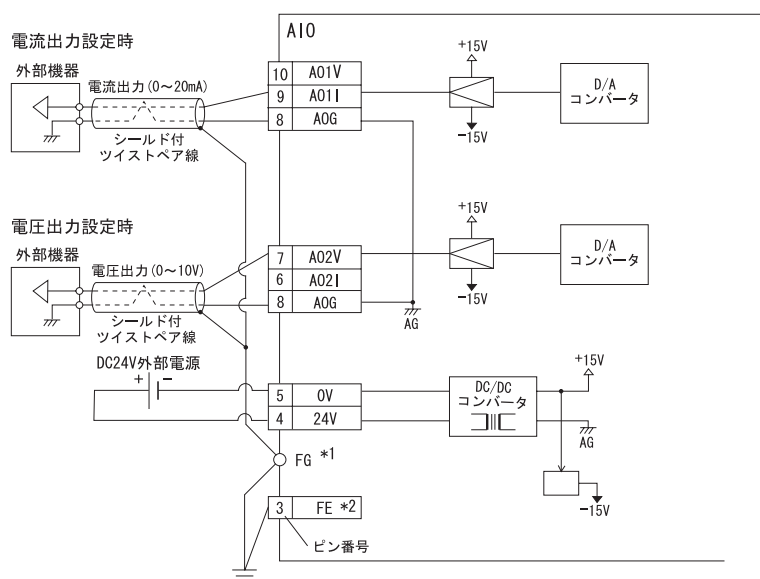 電流出力設定時
外部機器
電流出力(0～20mA)
シールド付
ツイストペア線
AIO
10 AO1V
9 AO1I
8 AOG
+15V
-15V
D/A
コンバータ
電圧出力設定時
外部機器
電圧出力(0～10V)
シールド付
ツイストペア線
7 AO2V
6 AO2I
8 AOG
+15V
-15V
D/A
コンバータ
AG
DC24V外部電源
+ -
5 0V
4 24V
DC/DC
コンバータ
+15V
AG
-15V
FG *1
3 FE *2
ピン番号